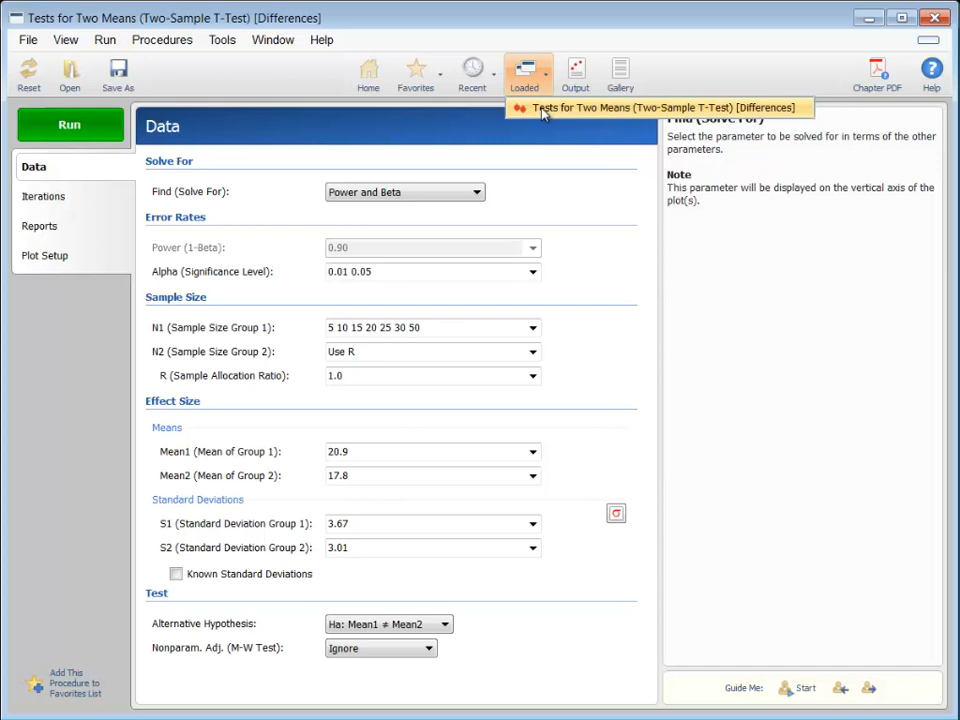 Tests for Two Means (Two-Sample T-Test) [Differences]
File View Run Procedures Tools Window Help
Reset Open Save As Home Favorites Recent Loaded Output Gallery Chapter PDF Help
Tests for Two Means (Two-Sample T-Test) [Differences]
Run
Data
Iterations
Reports
Plot Setup
Add This
Procedure to
Favorites List
Data
Solve For
Find (Solve For): Power and Beta
Error Rates
Power (1-Beta): 0.90
Alpha (Significance Level): 0.01 0.05
Sample Size
N1 (Sample Size Group 1): 5 10 15 20 25 30 50
N2 (Sample Size Group 2): Use R
R (Sample Allocation Ratio): 1.0
Effect Size
Means
Mean1 (Mean of Group 1): 20.9
Mean2 (Mean of Group 2): 17.8
Standard Deviations
σ
S1 (Standard Deviation Group 1): 3.67
S2 (Standard Deviation Group 2): 3.01
Known Standard Deviations
Test
Alternative Hypothesis: Ha: Mean1 ≠ Mean2
Nonparam. Adj. (M-W Test): Ignore
Find (Solve For)
Select the parameter to be solved for in terms of the other
parameters.
Note
This parameter will be displayed on the vertical axis of the
plot(s).
Guide Me: Start